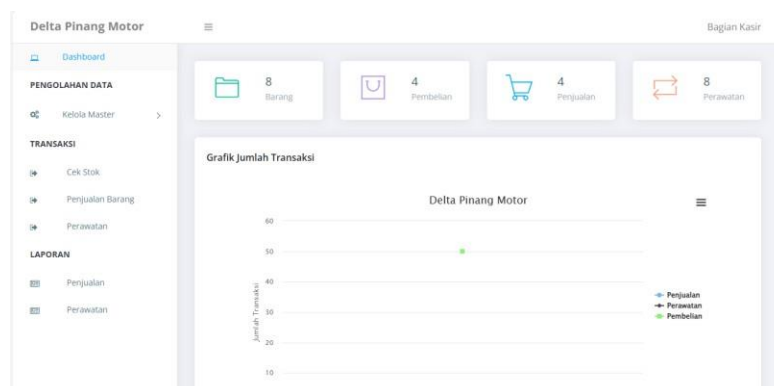 Delta Pinang Motor
Bagian Kasir
Dashboard
PENGOLAHAN DATA
Kelola Master
TRANSAKSI
Cek Stok
Penjualan Barang
Perawatan
LAPORAN
Penjualan
Perawatan
8
Barang
4
Pembelian
4
Penjualan
8
Perawatan
Grafik Jumlah Transaksi
Delta Pinang Motor
60
50
40
30
20
10
Jumlah Transaksi
Penjualan
Perawatan
Pembelian